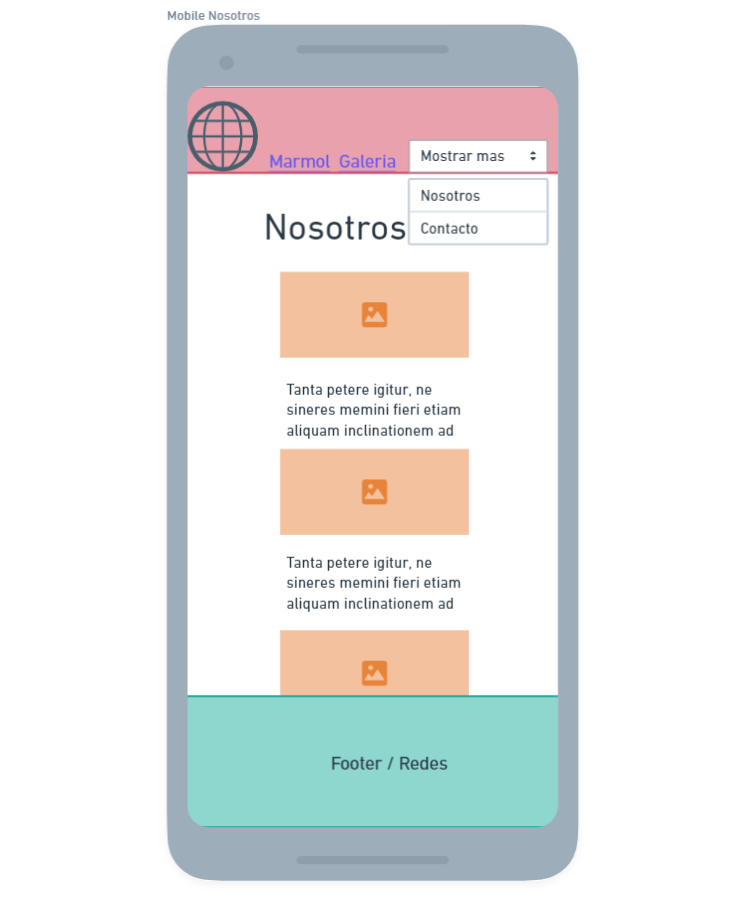 Mobile Nosotros
Marmol Galeria Mostrar mas
Nosotros
Contacto
Nosotros
Tanta petere igitur, ne
sineres memini fieri etiam
aliquam inclinationem ad
Tanta petere igitur, ne
sineres memini fieri etiam
aliquam inclinationem ad
Footer / Redes